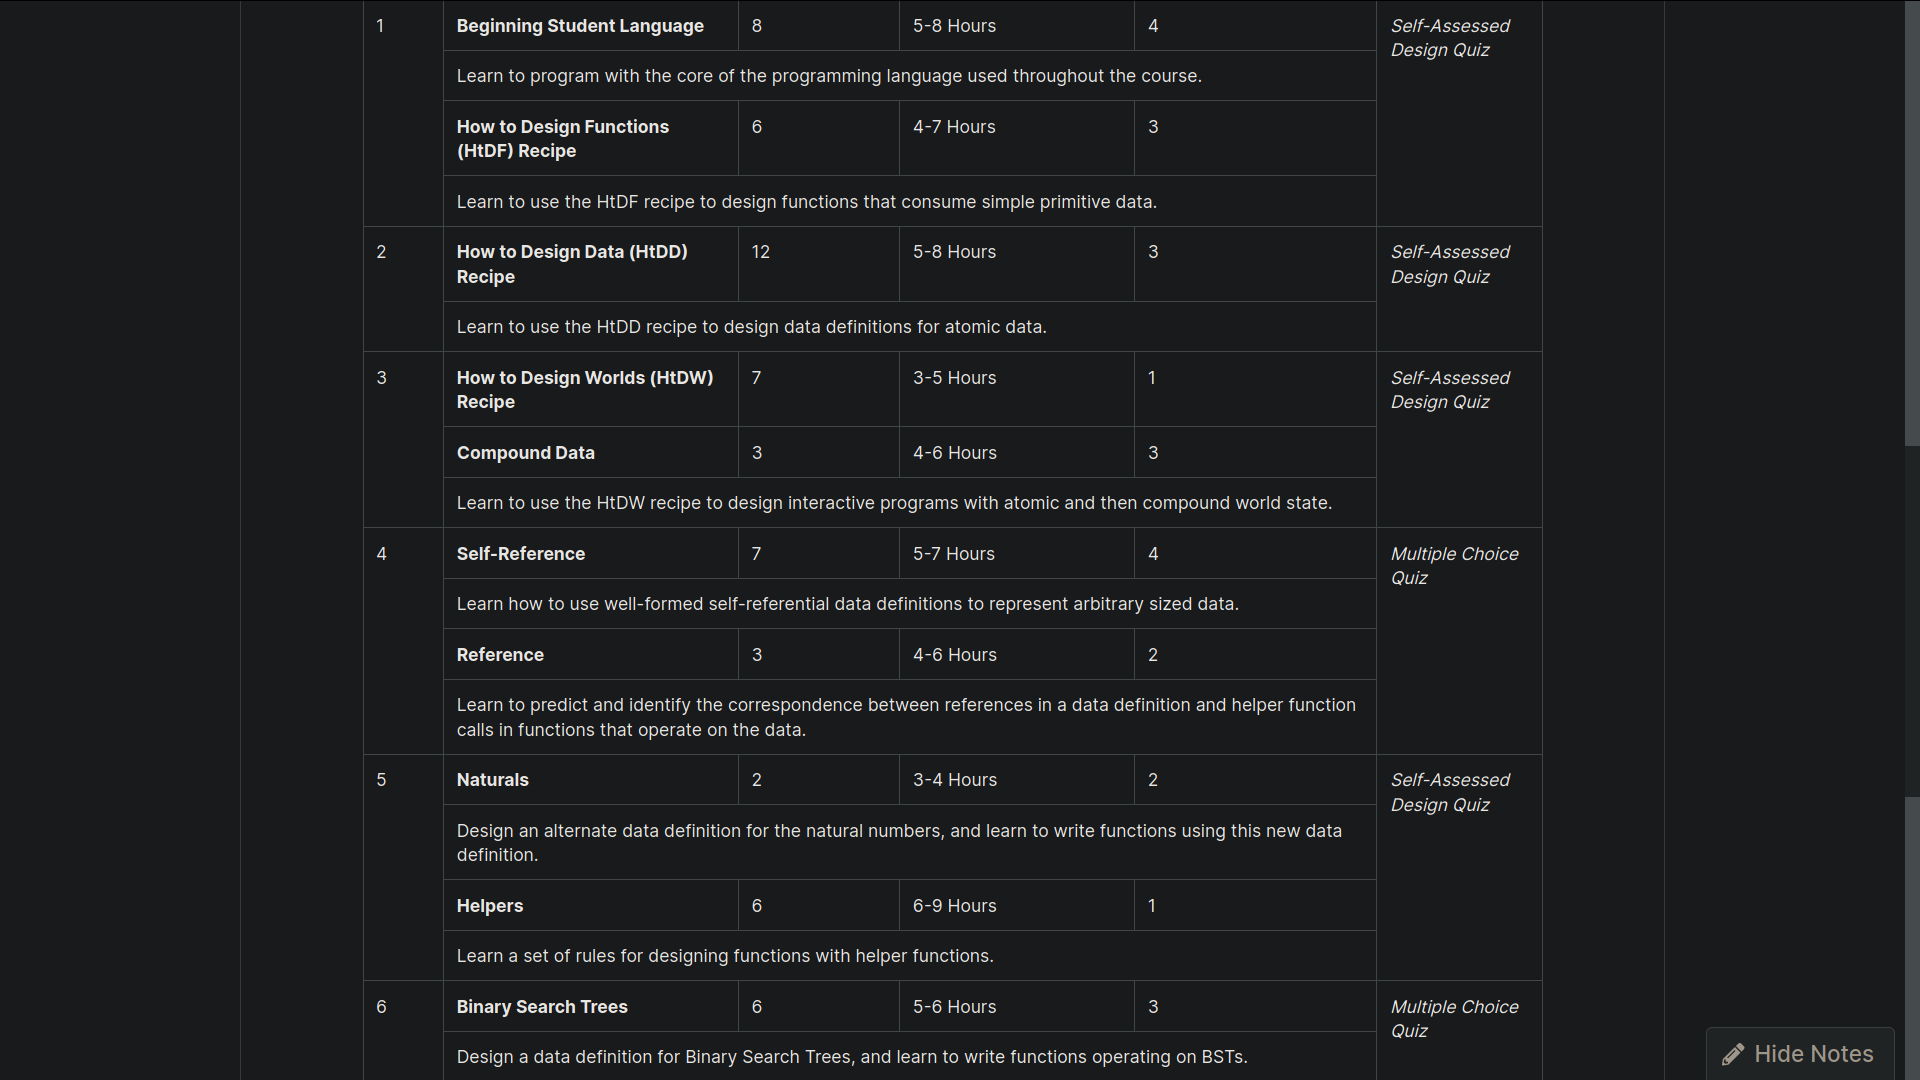 1 Beginning Student Language 8 5-8 Hours 4 Self-Assessed
Design Quiz
Learn to program with the core of the programming language used throughout the course.
How to Design Functions 6 4-7 Hours 3
(HtDF) Recipe
Learn to use the HtDF recipe to design functions that consume simple primitive data.
2 How to Design Data (HtDD) 12 5-8 Hours 3 Self-Assessed
Recipe Design Quiz
Learn to use the HtDD recipe to design data definitions for atomic data.
3 How to Design Worlds (HtDW) 7 3-5 Hours 1 Self-Assessed
Recipe Design Quiz
Compound Data 3 4-6 Hours 3
Learn to use the HtDW recipe to design interactive programs with atomic and then compound world state.
4 Self-Reference 7 5-7 Hours 4 Multiple Choice
Quiz
Learn how to use well-formed self-referential data definitions to represent arbitrary sized data.
Reference 3 4-6 Hours 2
Learn to predict and identify the correspondence between references in a data definition and helper function
calls in functions that operate on the data.
5 Naturals 2 3-4 Hours 2 Self-Assessed
Design Quiz
Design an alternate data definition for the natural numbers, and learn to write functions using this new data
definition.
Helpers 6 6-9 Hours 1
Learn a set of rules for designing functions with helper functions.
6 Binary Search Trees 6 5-6 Hours 3 Multiple Choice
Quiz
Design a data definition for Binary Search Trees, and learn to write functions operating on BSTs.
Hide Notes